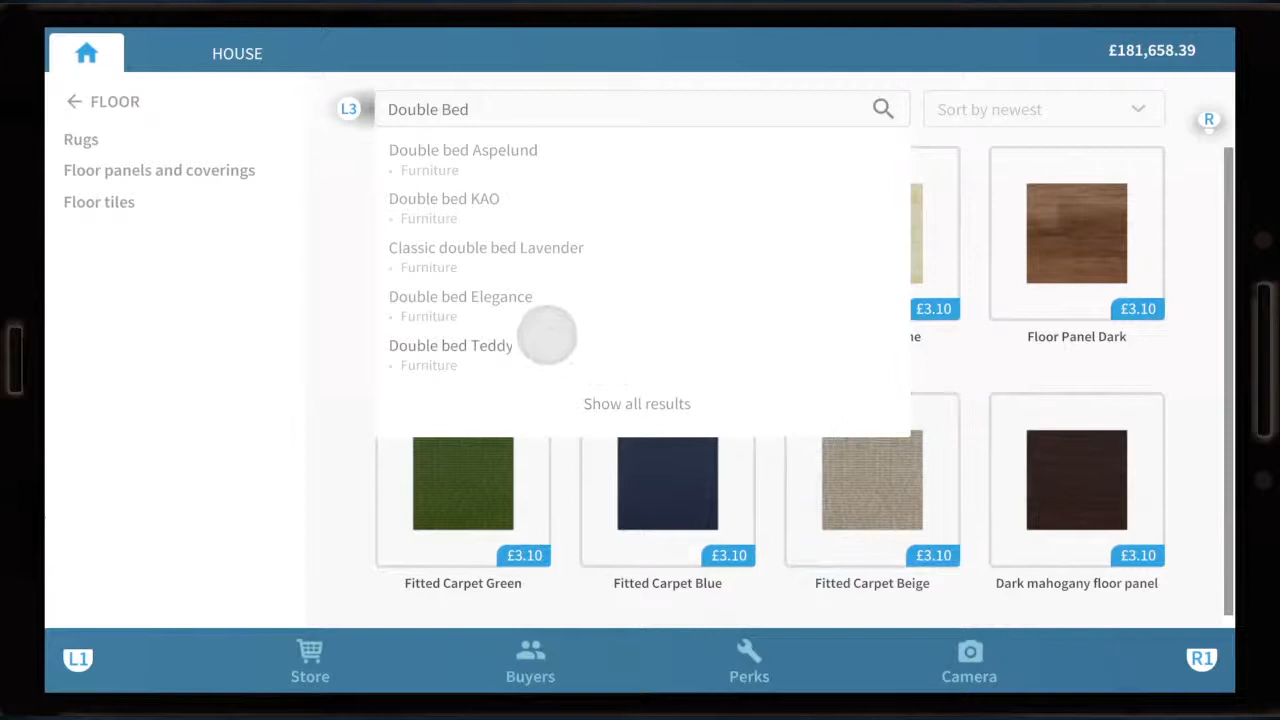 HOUSE
£181,658.39
FLOOR
Rugs
Floor panels and coverings
Floor tiles
L3
Double Bed
Sort by newest
R
Double bed Aspelund
• Furniture
Double bed KAO
• Furniture
Classic double bed Lavender
• Furniture
Double bed Elegance
• Furniture
Double bed Teddy
• Furniture
Show all results
£3.10
£3.10
ne
Floor Panel Dark
£3.10
£3.10
£3.10
£3.10
Fitted Carpet Green
Fitted Carpet Blue
Fitted Carpet Beige
Dark mahogany floor panel
L1
Store
Buyers
Perks
Camera
R1